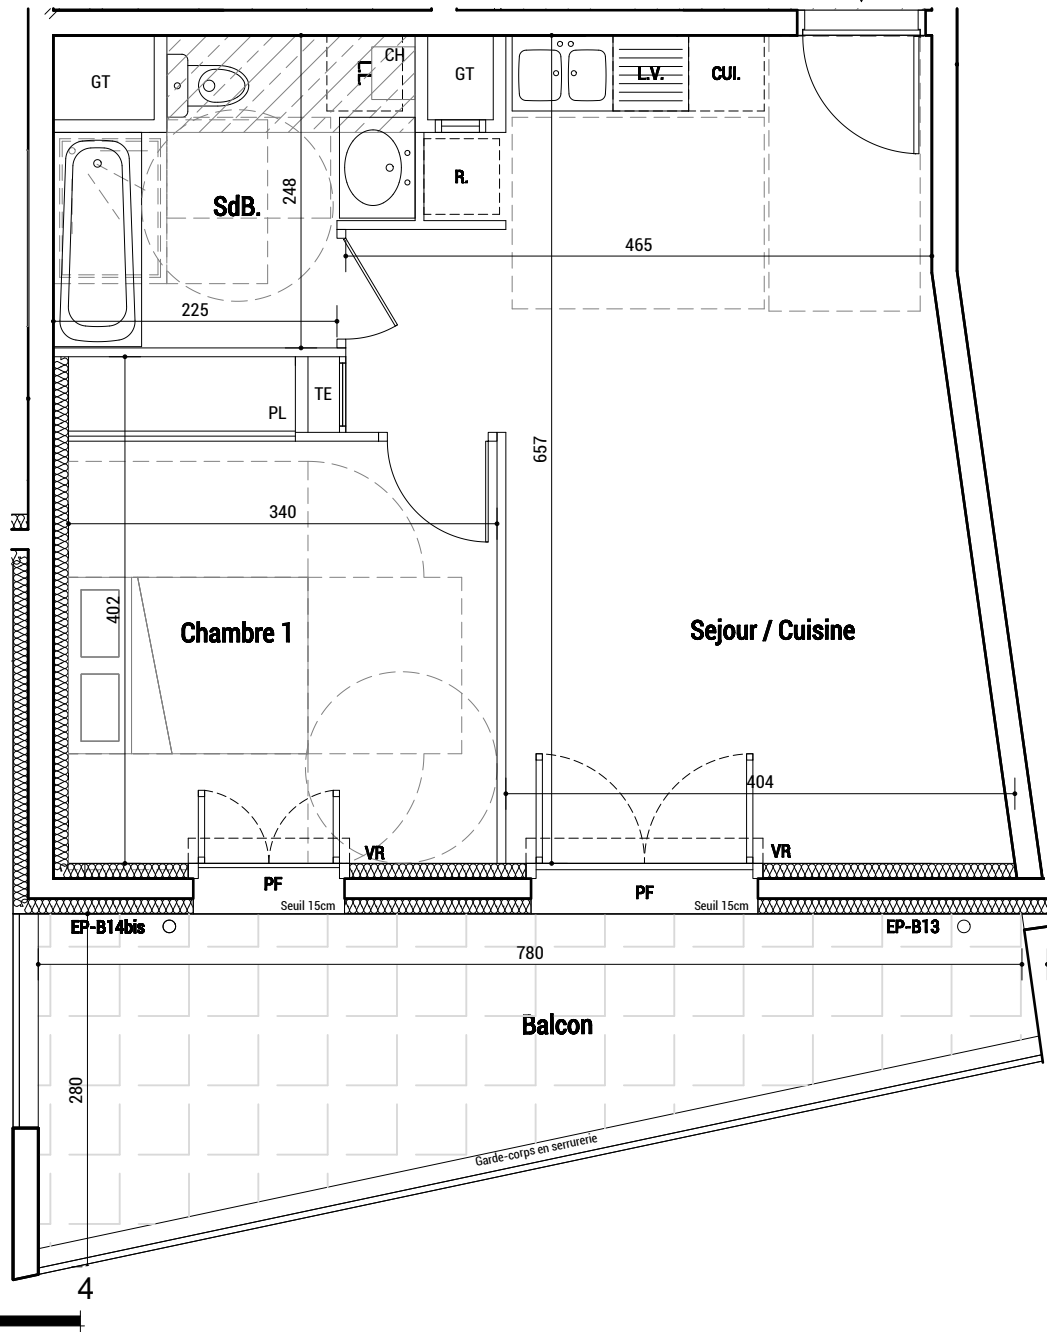 CH
GT
L.L.
GT
L.V.
CUI.
R.
SdB.
248
465
225
TE
PL
657
340
402
Chambre 1
Sejour / Cuisine
404
VR
VR
PF
PF
Seuil 15cm
Seuil 15cm
EP-B14bis
EP-B13
780
Balcon
280
Garde-corps en serrurerie
4